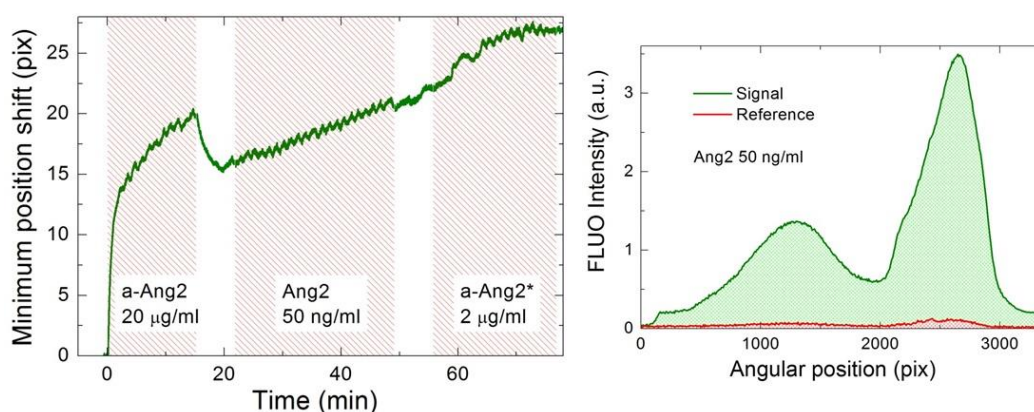 Minimum position shift (pix)
30
25
20
15
10
5
0
a-Ang2
20 μg/ml
Ang2
50 ng/ml
a-Ang2*
2 μg/ml
0
20
40
60
Time (min)
FLUO Intensity (a.u.)
3
2
1
0
Signal
Reference
Ang2 50 ng/ml
0
1000
2000
3000
Angular position (pix)